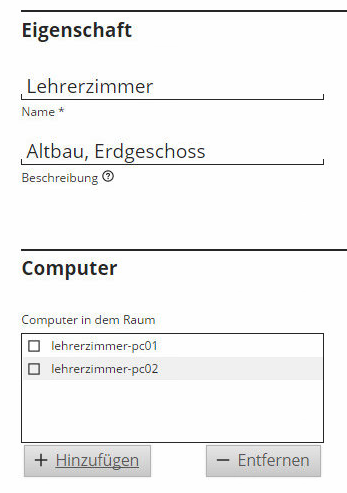 Eigenschaft
Lehrerzimmer
Name *
Altbau, Erdgeschoss
Beschreibung ?
Computer
Computer in dem Raum
lehrerzimmer-pc01
lehrerzimmer-pc02
+ Hinzufügen
− Entfernen